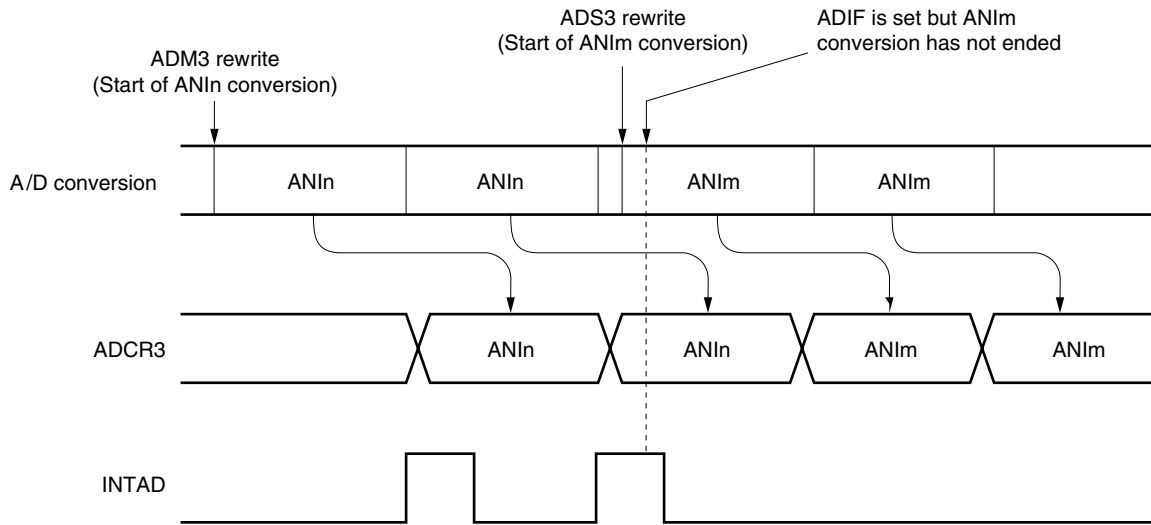 ADS3 rewrite
(Start of ANIm conversion)
ADIF is set but ANIm
conversion has not ended
ADM3 rewrite
(Start of ANIn conversion)
A/D conversion
ANIn
ANIn
ANIm
ANIm
ADCR3
ANIn
ANIn
ANIm
ANIm
INTAD